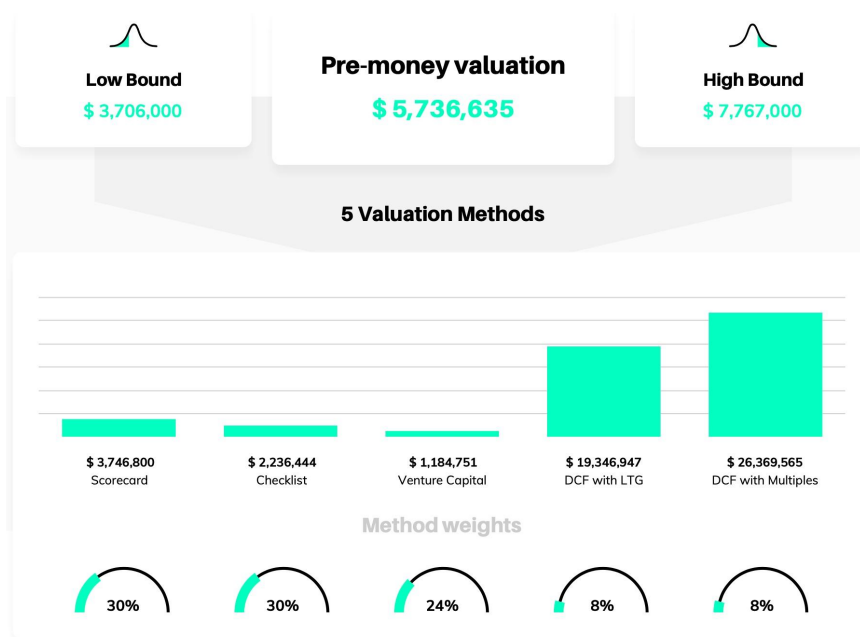 Low Bound
$ 3,706,000
Pre-money valuation
$ 5,736,635
High Bound
$ 7,767,000
5 Valuation Methods
$ 3,746,800
Scorecard
$ 2,236,444
Checklist
$ 1,184,751
Venture Capital
$ 19,346,947
DCF with LTG
$ 26,369,565
DCF with Multiples
Method weights
30%
30%
24%
8%
8%